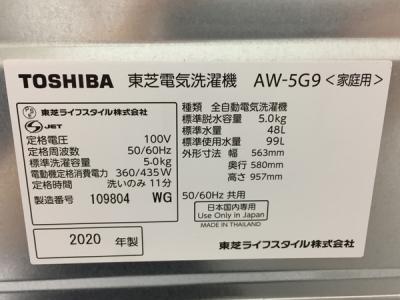 TOSHIBA 東芝電気洗濯機 AW-5G9<家庭用>
東芝ライフスタイル株式会社
S JET
定格電圧 100V
定格周波数 50/60Hz
標準洗濯容量 5.0kg
電動機定格消費電力 360/435W
洗いのみ 11分
製造番号 109804 WG
2020 年製
種類 全自動電気洗濯機
標準脱水容量 5.0kg
標準水量 48L
標準使用水量 99L
外形寸法 幅 563mm
奥行 580mm
高さ 957mm
50/60Hz 共用
日本国内専用
Use Only in Japan
MADE IN THAILAND
東芝ライフスタイル株式会社